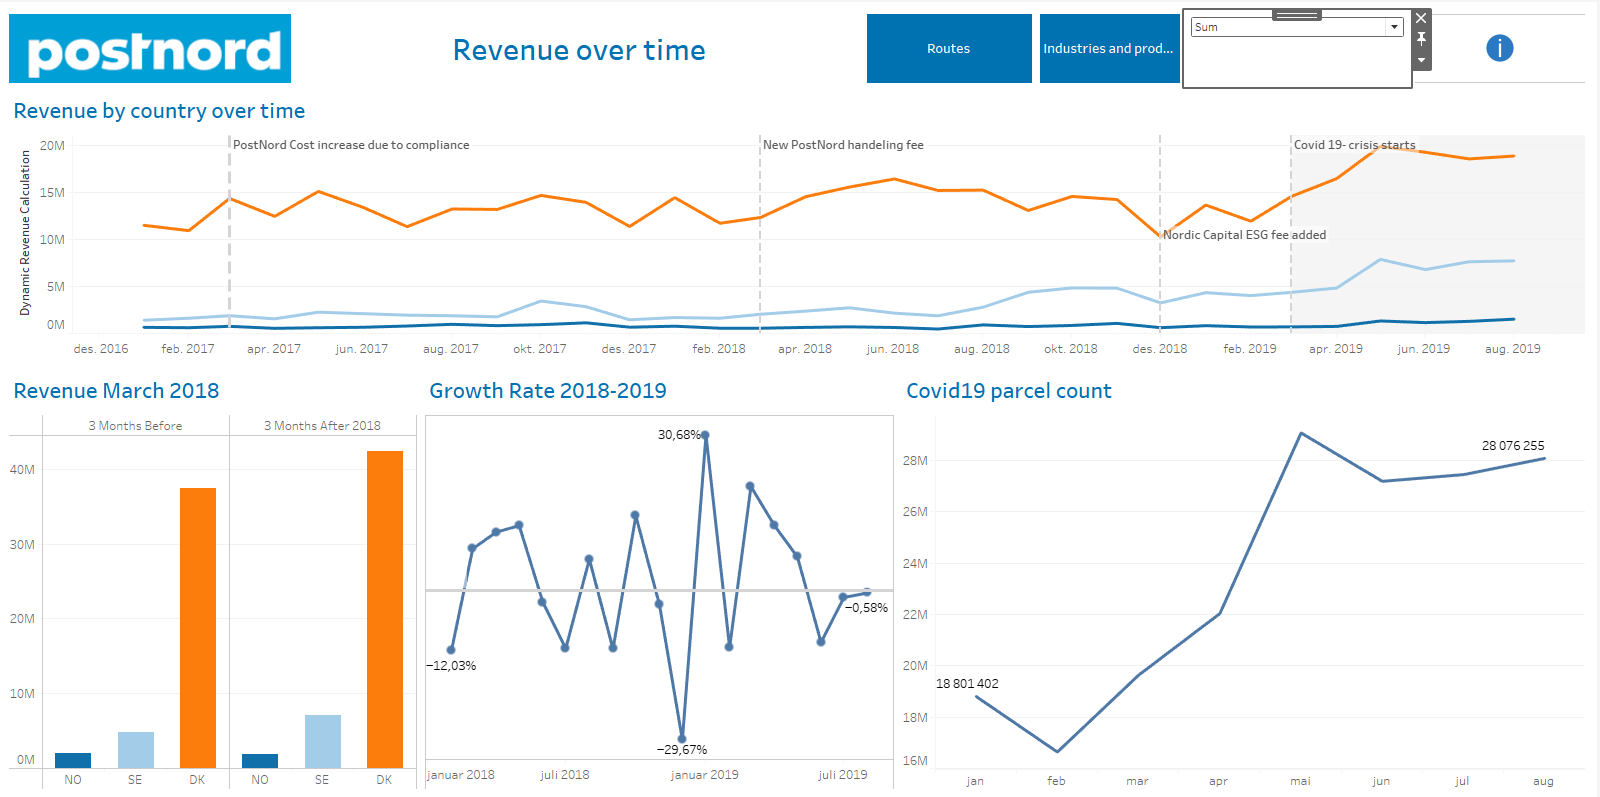 postnord
Revenue over time
Routes
Industries and prod...
Sum
i
Revenue by country over time
Dynamic Revenue Calculation
20M
15M
10M
5M
0M
PostNord Cost increase due to compliance
New PostNord handeling fee
Nordic Capital ESG fee added
Covid 19- crisis starts
des. 2016
feb. 2017
apr. 2017
jun. 2017
aug. 2017
okt. 2017
des. 2017
feb. 2018
apr. 2018
jun. 2018
aug. 2018
okt. 2018
des. 2018
feb. 2019
apr. 2019
jun. 2019
aug. 2019
Revenue March 2018
3 Months Before
3 Months After 2018
40M
30M
20M
10M
0M
NO
SE
DK
NO
SE
DK
Growth Rate 2018-2019
30,68%
−0,58%
−12,03%
−29,67%
januar 2018
juli 2018
januar 2019
juli 2019
Covid19 parcel count
28M
26M
24M
22M
20M
18M
16M
28 076 255
18 801 402
jan
feb
mar
apr
mai
jun
jul
aug